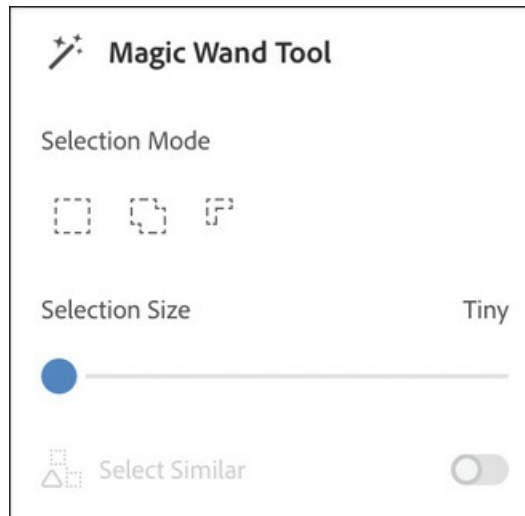 Magic Wand Tool
Selection Mode
Selection Size Tiny
Select Similar